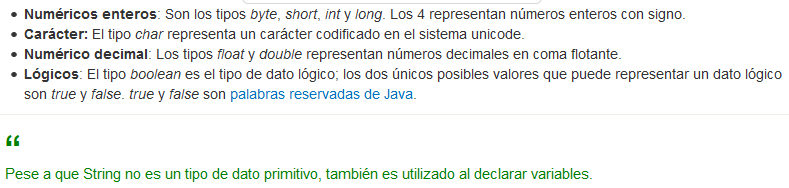 Numéricos enteros: Son los tipos byte, short, int y long. Los 4 representan números enteros con signo.
Carácter: El tipo char representa un carácter codificado en el sistema unicode.
Numérico decimal: Los tipos float y double representan números decimales en coma flotante.
Lógicos: El tipo boolean es el tipo de dato lógico; los dos únicos posibles valores que puede representar un dato lógico
son true y false. true y false son palabras reservadas de Java.
“
Pese a que String no es un tipo de dato primitivo, también es utilizado al declarar variables.